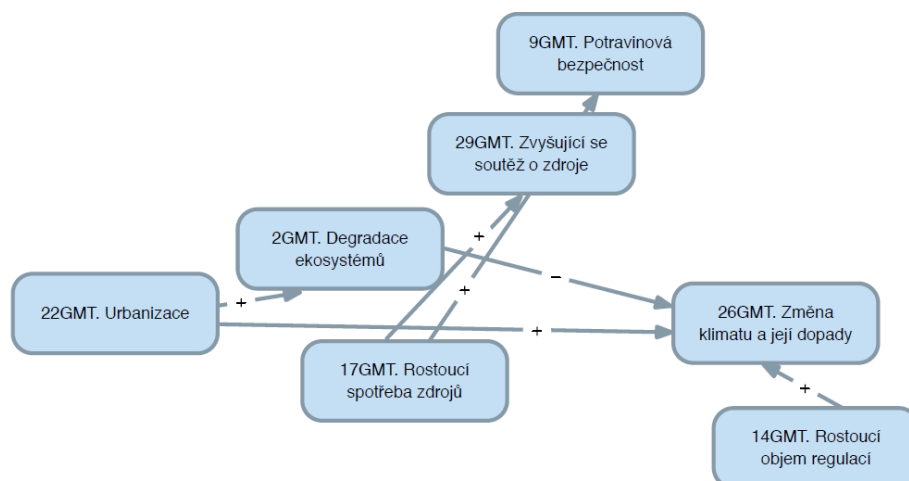 9GMT. Potravinová
bezpečnost
29GMT. Zvyšující se
soutěž o zdroje
+
2GMT. Degradace
ekosystémů
−
+
22GMT. Urbanizace
+
+
26GMT. Změna
klimatu a její dopady
17GMT. Rostoucí
spotřeba zdrojů
+
14GMT. Rostoucí
objem regulací